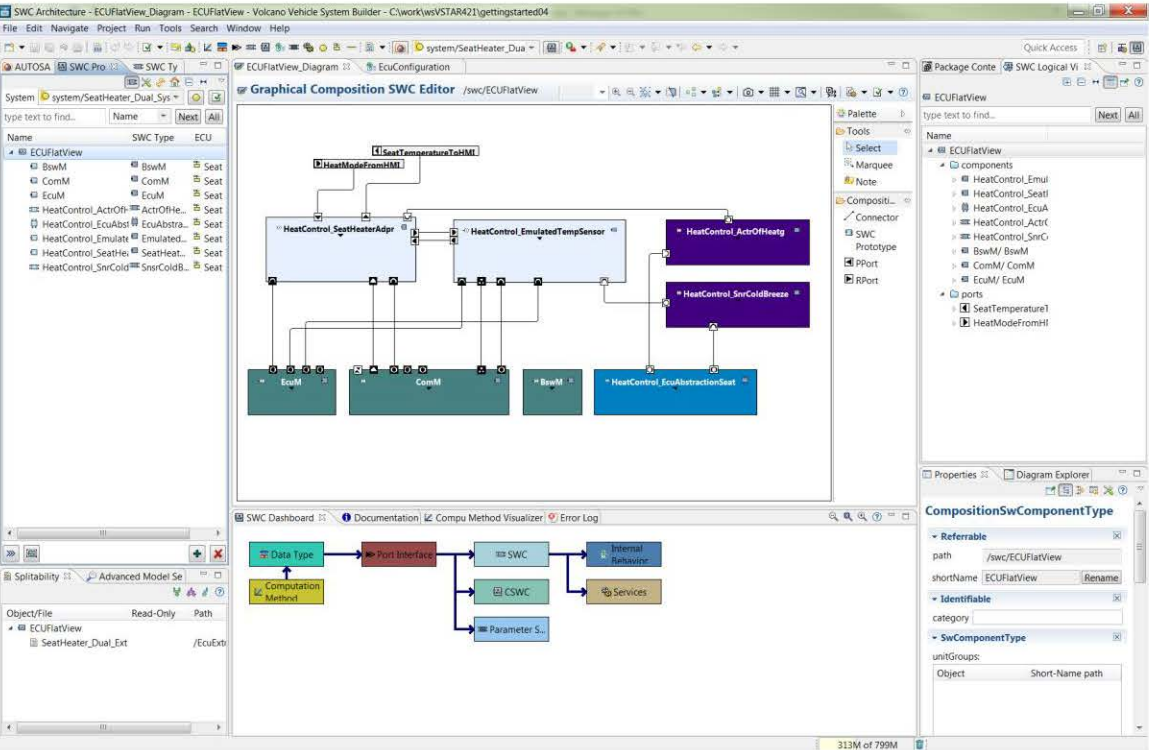 SWC Architecture - ECUFlatView_Diagram - ECUFlatView - Volcano Vehicle System Builder - C:\work\wsVSTAR421\gettingstarted04
File Edit Navigate Project Run Tools Search Window Help
system/SeatHeater_Dua
Quick Access
AUTOSA SWC Pro SWC Ty
System system/SeatHeater_Dual_Sys
type text to find... Name Next All
Name SWC Type ECU
ECUFlatView
BswM BswM Seat
ComM ComM Seat
EcuM EcuM Seat
HeatControl_ActrOfH ActrOfHe... Seat
HeatControl_EcuAbst EcuAbstra... Seat
HeatControl_Emulate Emulated... Seat
HeatControl_SeatHea SeatHeat... Seat
HeatControl_SnrCold SnsrColdB... Seat
Splitability Advanced Model Se
Object/File Read-Only Path
ECUFlatView
SeatHeater_Dual_Ext /EcuExtr
ECUFlatView_Diagram EcuConfiguration
Graphical Composition SWC Editor /swc/ECUFlatView
SeatTemperatureToHMI
HeatModeFromHMI
HeatControl_SeatHeaterAdpr
HeatControl_EmulatedTempSensor
HeatControl_ActrOfHeatg
HeatControl_SnrColdBreeze
EcuM
ComM
BswM
HeatControl_EcuAbstractionSeat
Palette
Tools
Select
Marquee
Note
Compositi...
Connector
SWC
Prototype
PPort
RPort
SWC Dashboard Documentation Compu Method Visualizer Error Log
Data Type
Port Interface
SWC
Internal
Behavior
Computation
Method
CSWC
Services
Parameter S...
Package Conte SWC Logical Vi
ECUFlatView
type text to find... Next All
Name
ECUFlatView
components
HeatControl_Emul
HeatControl_SeatH
HeatControl_EcuA
HeatControl_ActrC
HeatControl_SnrC
BswM/ BswM
ComM/ ComM
EcuM/ EcuM
ports
SeatTemperatureT
HeatModeFromH
Properties Diagram Explorer
CompositionSwComponentType
Referrable
path /swc/ECUFlatView
shortName ECUFlatView Rename
Identifiable
category
SwComponentType
unitGroups:
Object Short-Name path
313M of 799M